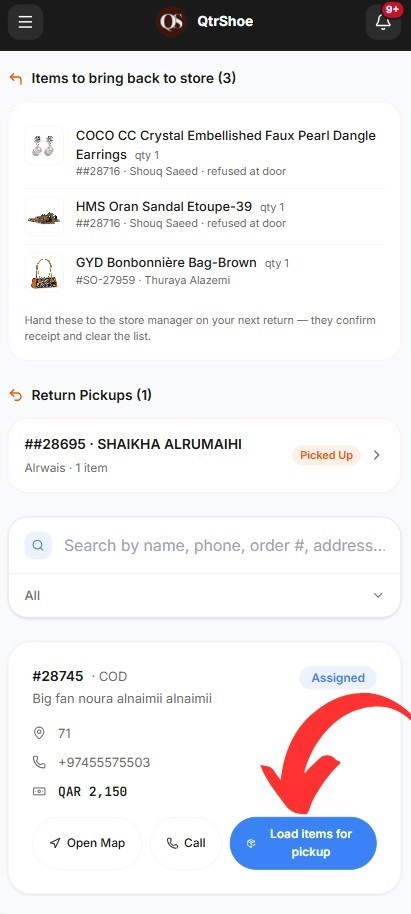 QS QtrShoe 9+
Items to bring back to store (3)
COCO CC Crystal Embellished Faux Pearl Dangle
Earrings qty 1
##28716 · Shouq Saeed · refused at door
HMS Oran Sandal Etoupe-39 qty 1
##28716 · Shouq Saeed · refused at door
GYD Bonbonnière Bag-Brown qty 1
#SO-27959 · Thuraya Alazemi
Hand these to the store manager on your next return — they confirm
receipt and clear the list.
Return Pickups (1)
##28695 · SHAIKHA ALRUMAIHI
Alrwais · 1 item
Picked Up
Search by name, phone, order #, address...
All
#28745 · COD
Assigned
Big fan noura alnaimii alnaimii
71
+97455575503
QAR 2,150
Open Map
Call
Load items for
pickup